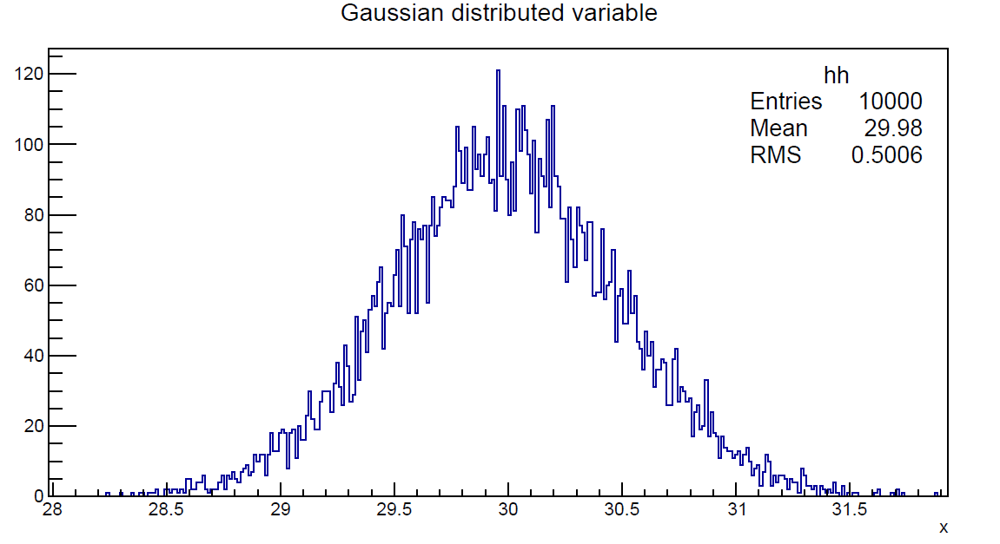 Gaussian distributed variable
hh
Entries 10000
Mean 29.98
RMS 0.5006
120
100
80
60
40
20
0
28 28.5 29 29.5 30 30.5 31 31.5
x